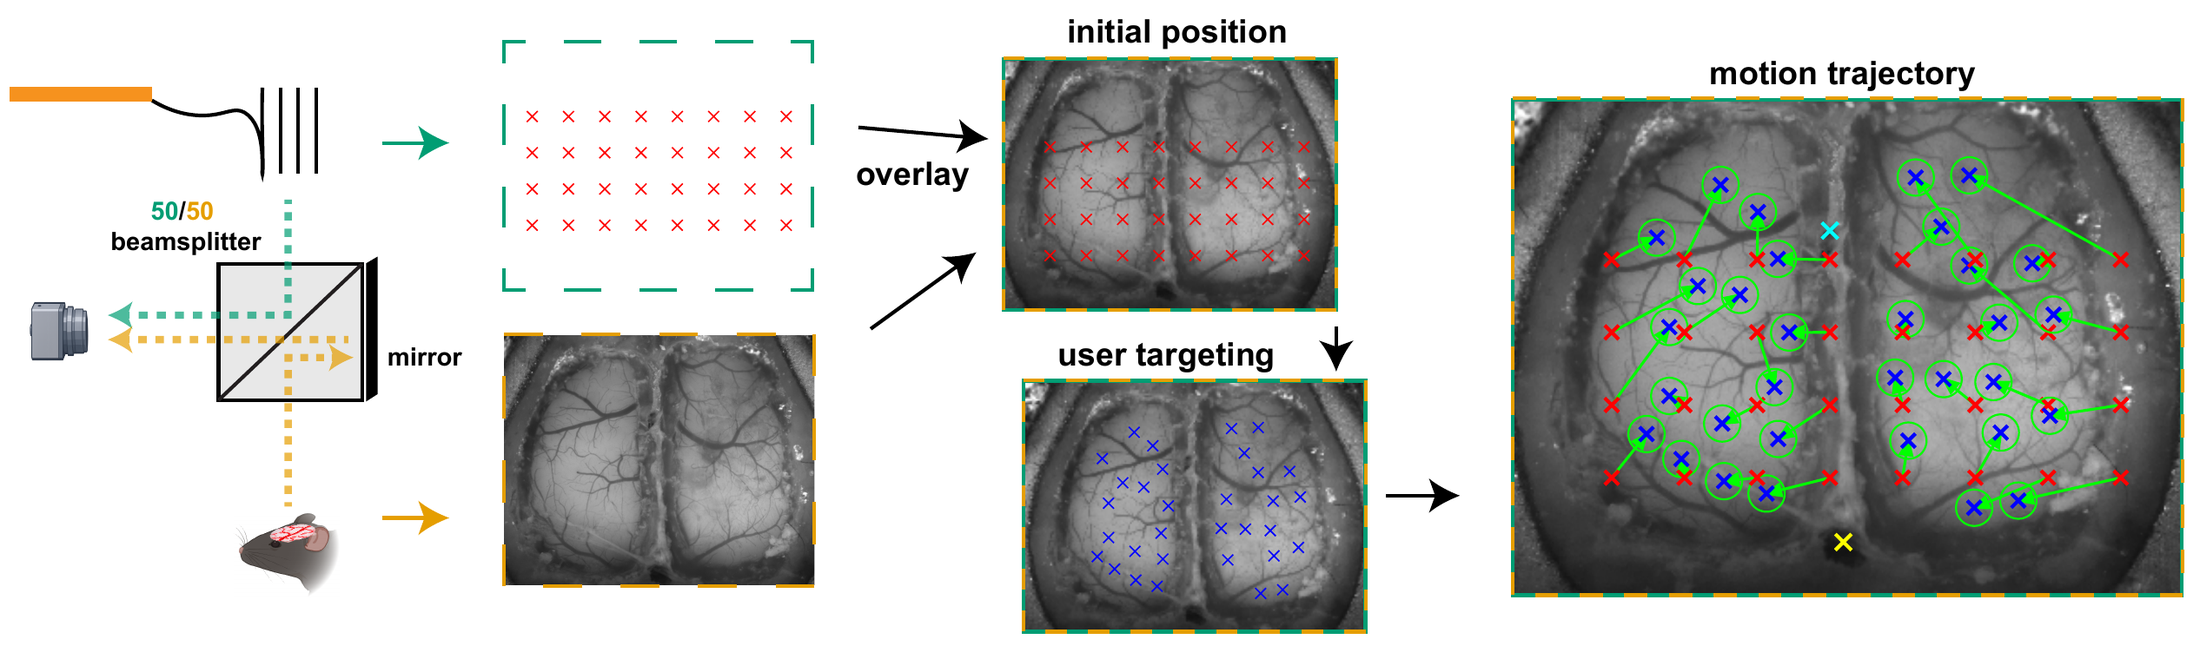 initial position
motion trajectory
overlay
50/50
beamsplitter
mirror
user targeting